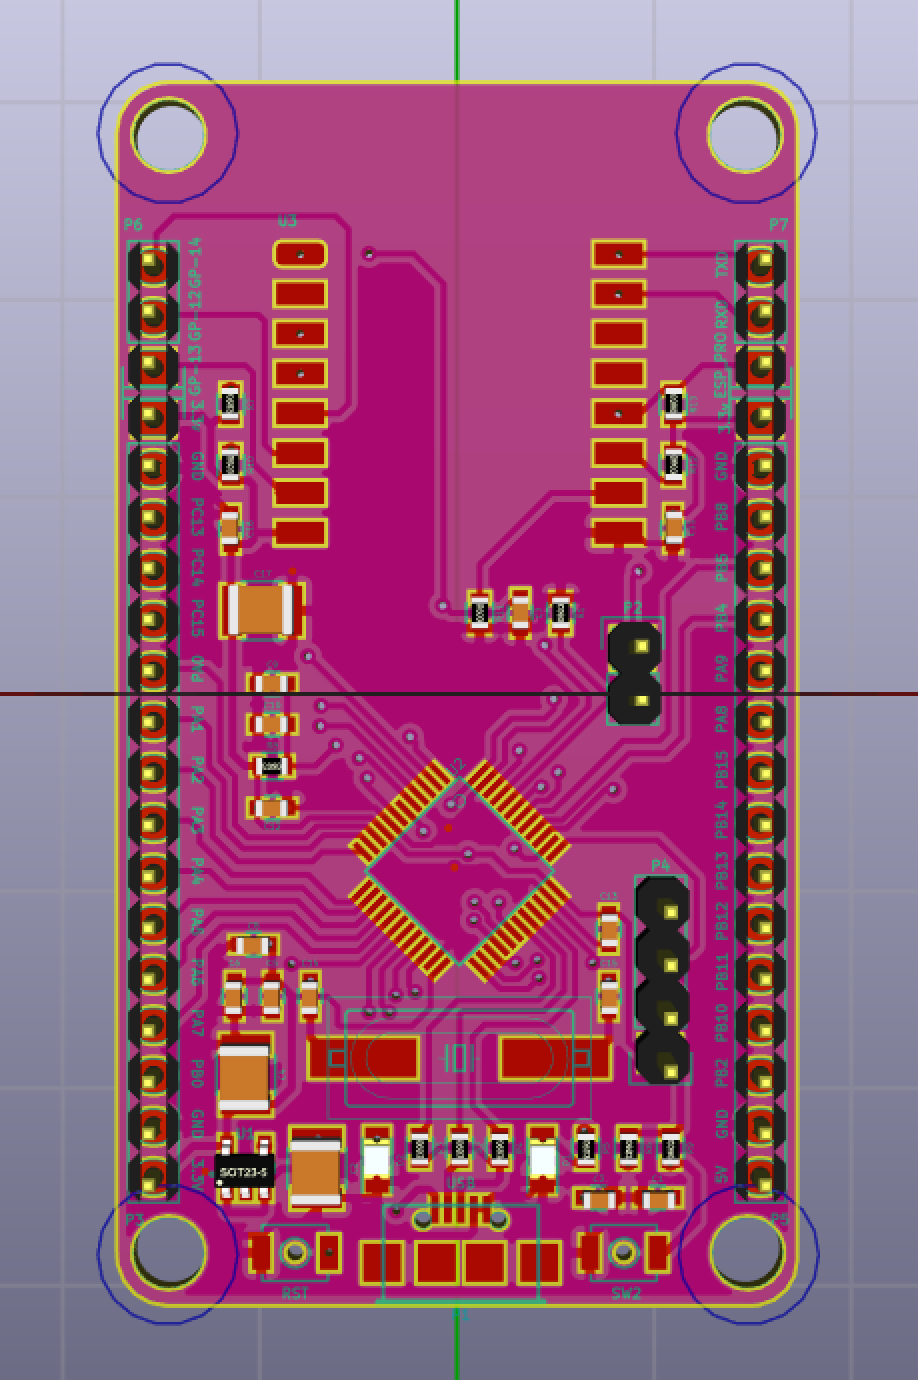 P6
U3
P7
GP-14
GP-12
GP-13
3.3v
GND
PC13
PC14
PC15
PA0
PA1
PA2
PA3
PA4
PA5
PA6
PA7
PB0
GND
3.3v
TXD
RXD
ESP_PRO
3.3v
GND
PB8
PB5
PB4
PA9
PA8
PB15
PB14
PB13
PB12
PB11
PB10
PB2
GND
5V
C17
P2
P4
U1
SOT23-5
USB
RST
SW2